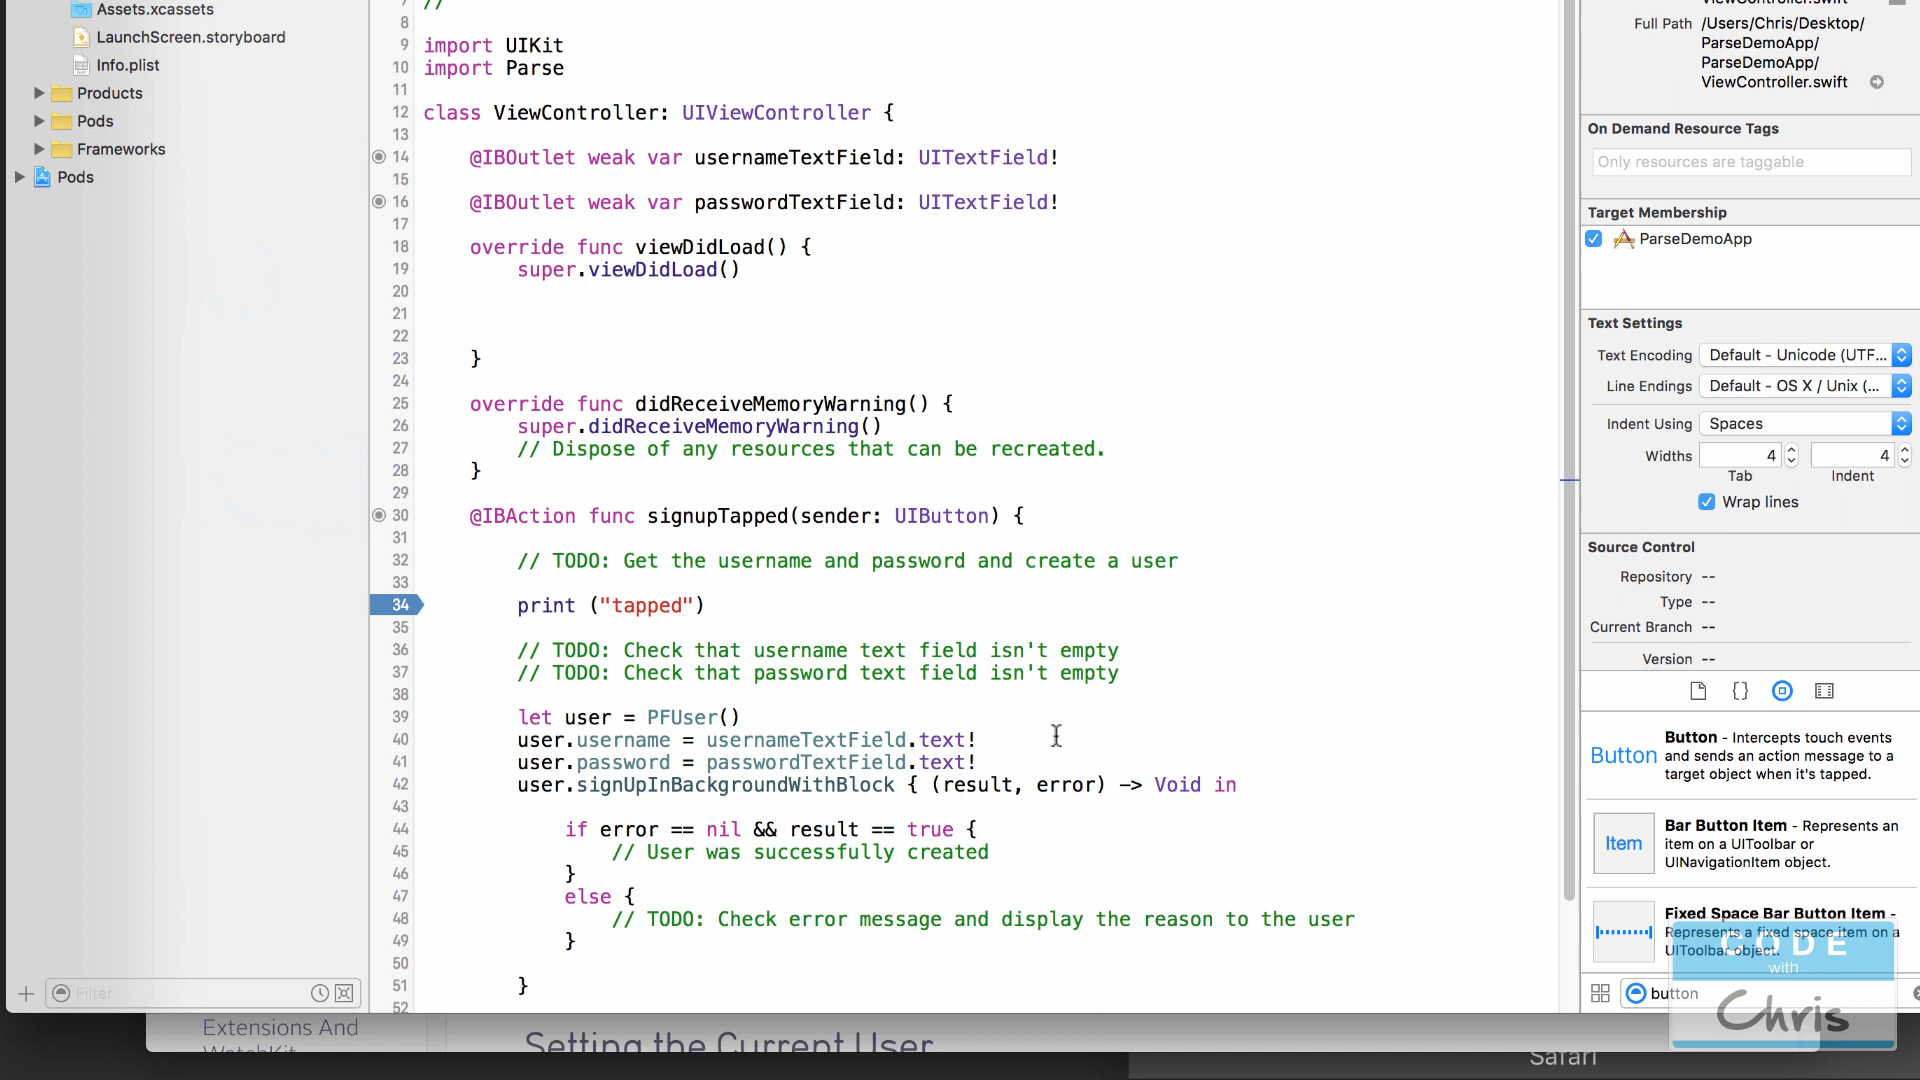 Assets.xcassets
LaunchScreen.storyboard
Info.plist
Products
Pods
Frameworks
Pods
Filter
7 //
8
9 import UIKit
10 import Parse
11
12 class ViewController: UIViewController {
13
14 @IBOutlet weak var usernameTextField: UITextField!
15
16 @IBOutlet weak var passwordTextField: UITextField!
17
18 override func viewDidLoad() {
19 super.viewDidLoad()
20
21
22
23 }
24
25 override func didReceiveMemoryWarning() {
26 super.didReceiveMemoryWarning()
27 // Dispose of any resources that can be recreated.
28 }
29
30 @IBAction func signupTapped(sender: UIButton) {
31
32 // TODO: Get the username and password and create a user
33
34 print ("tapped")
35
36 // TODO: Check that username text field isn't empty
37 // TODO: Check that password text field isn't empty
38
39 let user = PFUser()
40 user.username = usernameTextField.text!
41 user.password = passwordTextField.text!
42 user.signUpInBackgroundWithBlock { (result, error) -> Void in
43
44 if error == nil && result == true {
45 // User was successfully created
46 }
47 else {
48 // TODO: Check error message and display the reason to the user
49 }
50
51 }
52
ViewController.swift
Full Path /Users/Chris/Desktop/
ParseDemoApp/
ParseDemoApp/
ViewController.swift
On Demand Resource Tags
Only resources are taggable
Target Membership
ParseDemoApp
Text Settings
Text Encoding Default - Unicode (UTF...
Line Endings Default - OS X / Unix (...
Indent Using Spaces
Widths 4 4
Tab Indent
Wrap lines
Source Control
Repository --
Type --
Current Branch --
Version --
{}
Button Button - Intercepts touch events
and sends an action message to a
target object when it's tapped.
Item Bar Button Item - Represents an
item on a UIToolbar or
UINavigationItem object.
Fixed Space Bar Button Item -
Represents a fixed space item on a
UIToolbar object.
button
CODE
with
Chris
Extensions And
WatchKit
Setting the Current User
Safari